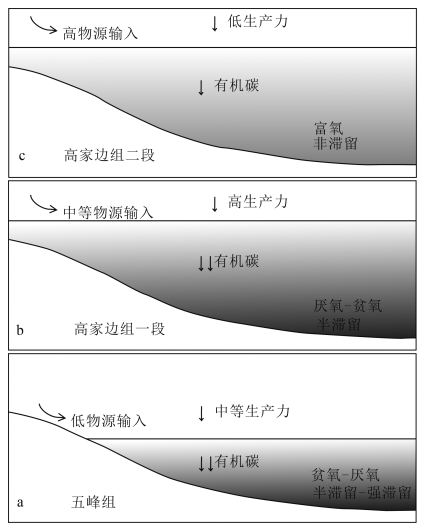 高物源输入
低生产力
有机碳
富氧
非滞留
c
高家边组二段
中等物源输入
高生产力
有机碳
厌氧-贫氧
半滞留
b
高家边组一段
低物源输入
中等生产力
有机碳
贫氧-厌氧
半滞留-强滞留
a
五峰组